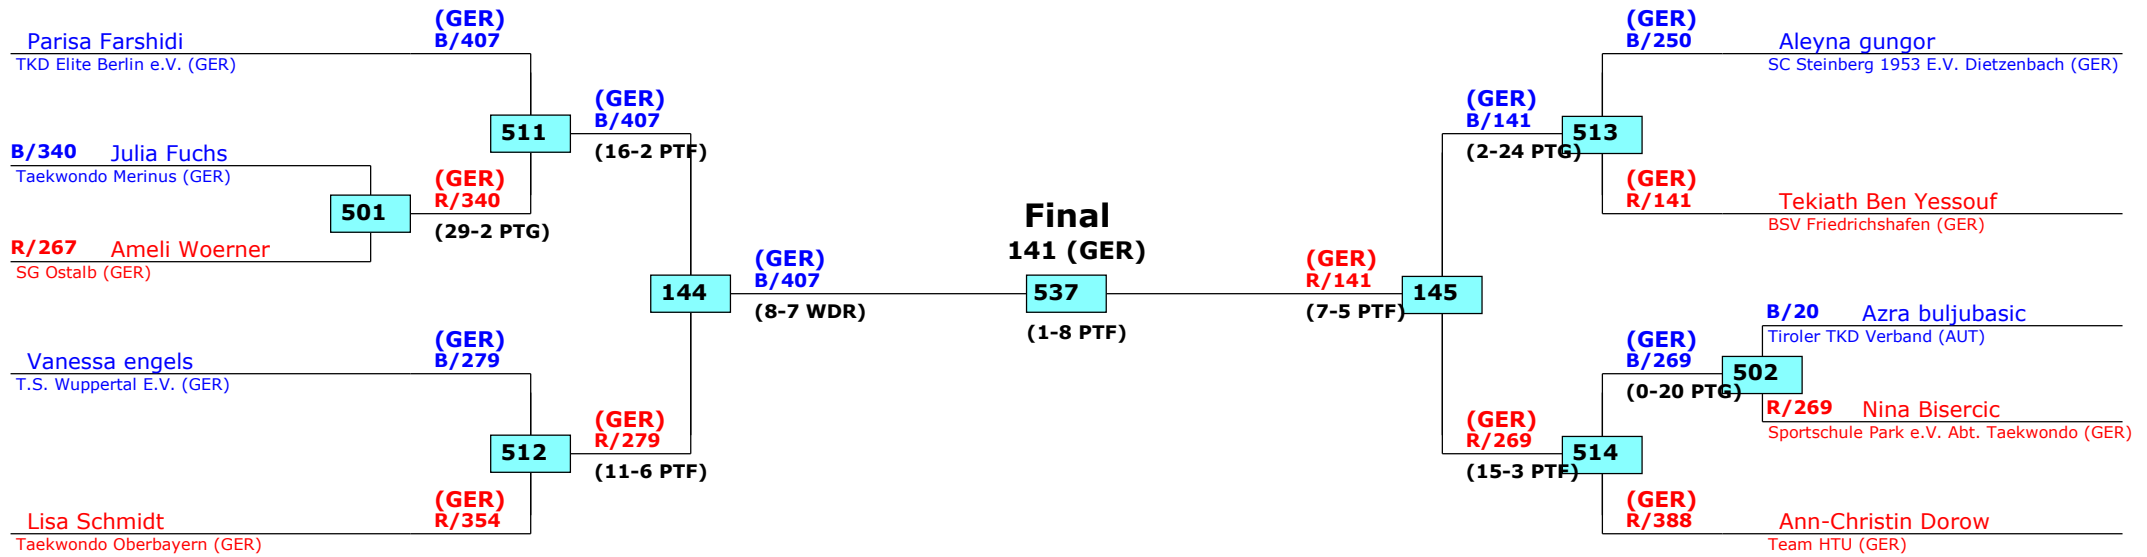 (GER)
B/407
Parisa Farshidi
TKD Elite Berlin e.V. (GER)
511
(GER)
B/407
(16-2 PTF)
B/340 Julia Fuchs
Taekwondo Merinus (GER)
501
(GER)
R/340
(29-2 PTG)
R/267 Ameli Woerner
SG Ostalb (GER)
144
(GER)
B/407
(8-7 WDR)
(GER)
B/279
Vanessa engels
T.S. Wuppertal E.V. (GER)
512
(GER)
R/279
(11-6 PTF)
(GER)
R/354
Lisa Schmidt
Taekwondo Oberbayern (GER)
Final
141 (GER)
537
(1-8 PTF)
(GER)
R/141
(7-5 PTF)
145
(GER)
B/141
(2-24 PTG)
513
(GER)
B/250
Aleyna gungor
SC Steinberg 1953 E.V. Dietzenbach (GER)
(GER)
R/141
Tekiath Ben Yessouf
BSV Friedrichshafen (GER)
B/20 Azra buljubasic
Tiroler TKD Verband (AUT)
(GER)
B/269
(0-20 PTG)
502
R/269 Nina Bisercic
Sportschule Park e.V. Abt. Taekwondo (GER)
(GER)
R/269
(15-3 PTF)
514
(GER)
R/388
Ann-Christin Dorow
Team HTU (GER)